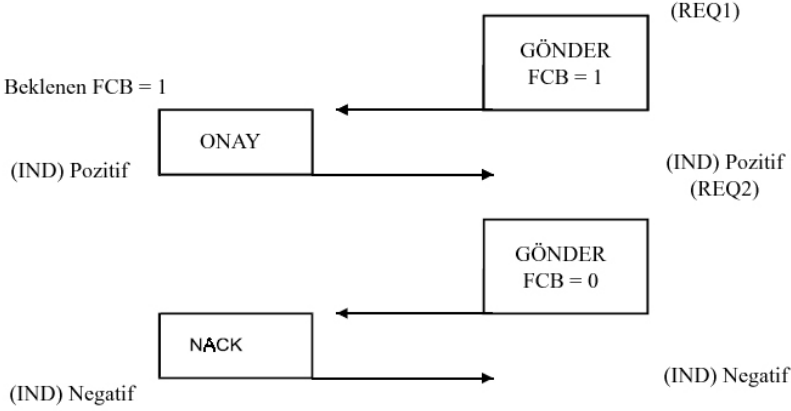 (REQ1)
GÖNDER
FCB = 1
Beklenen FCB = 1
ONAY
(IND) Pozitif
(IND) Pozitif
(REQ2)
GÖNDER
FCB = 0
NACK
(IND) Negatif
(IND) Negatif